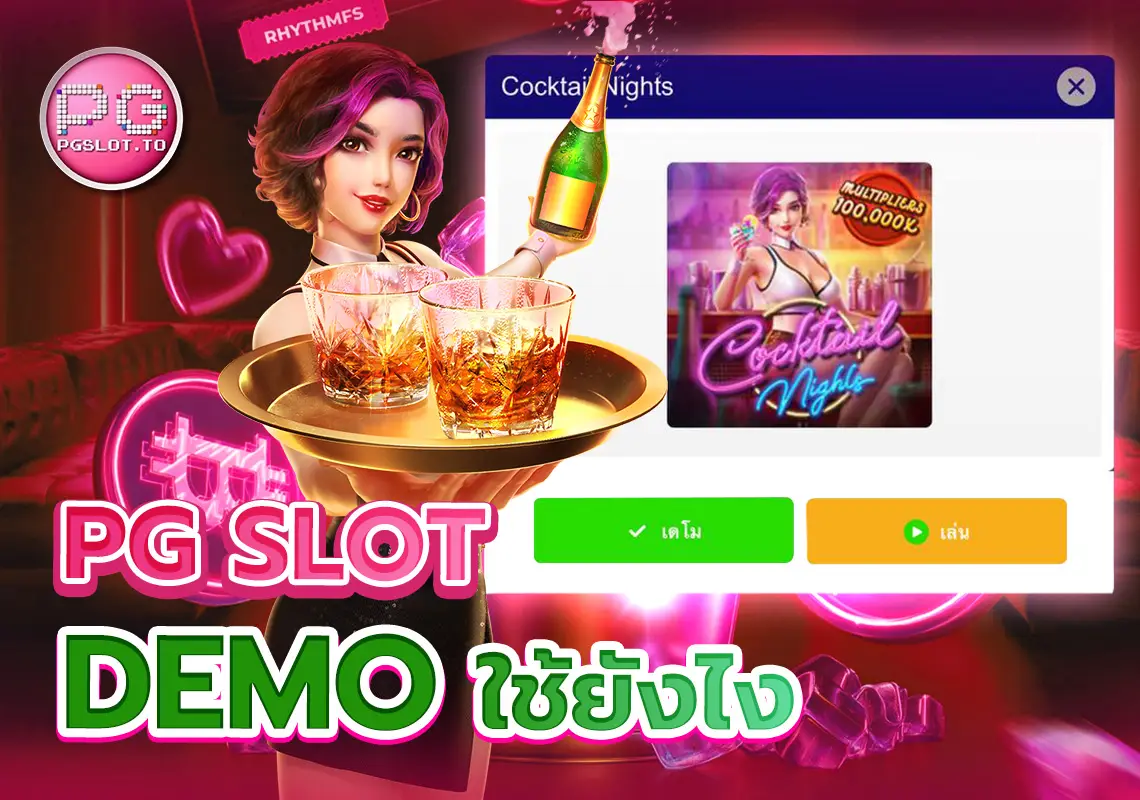 RHYTHMFS
PG
PGSLOT.TO
Cocktail Nights
MULTIPLIERS
100,000X
Cocktail
Nights
เดโม
เล่น
PG SLOT
DEMO ใช้ยังไง